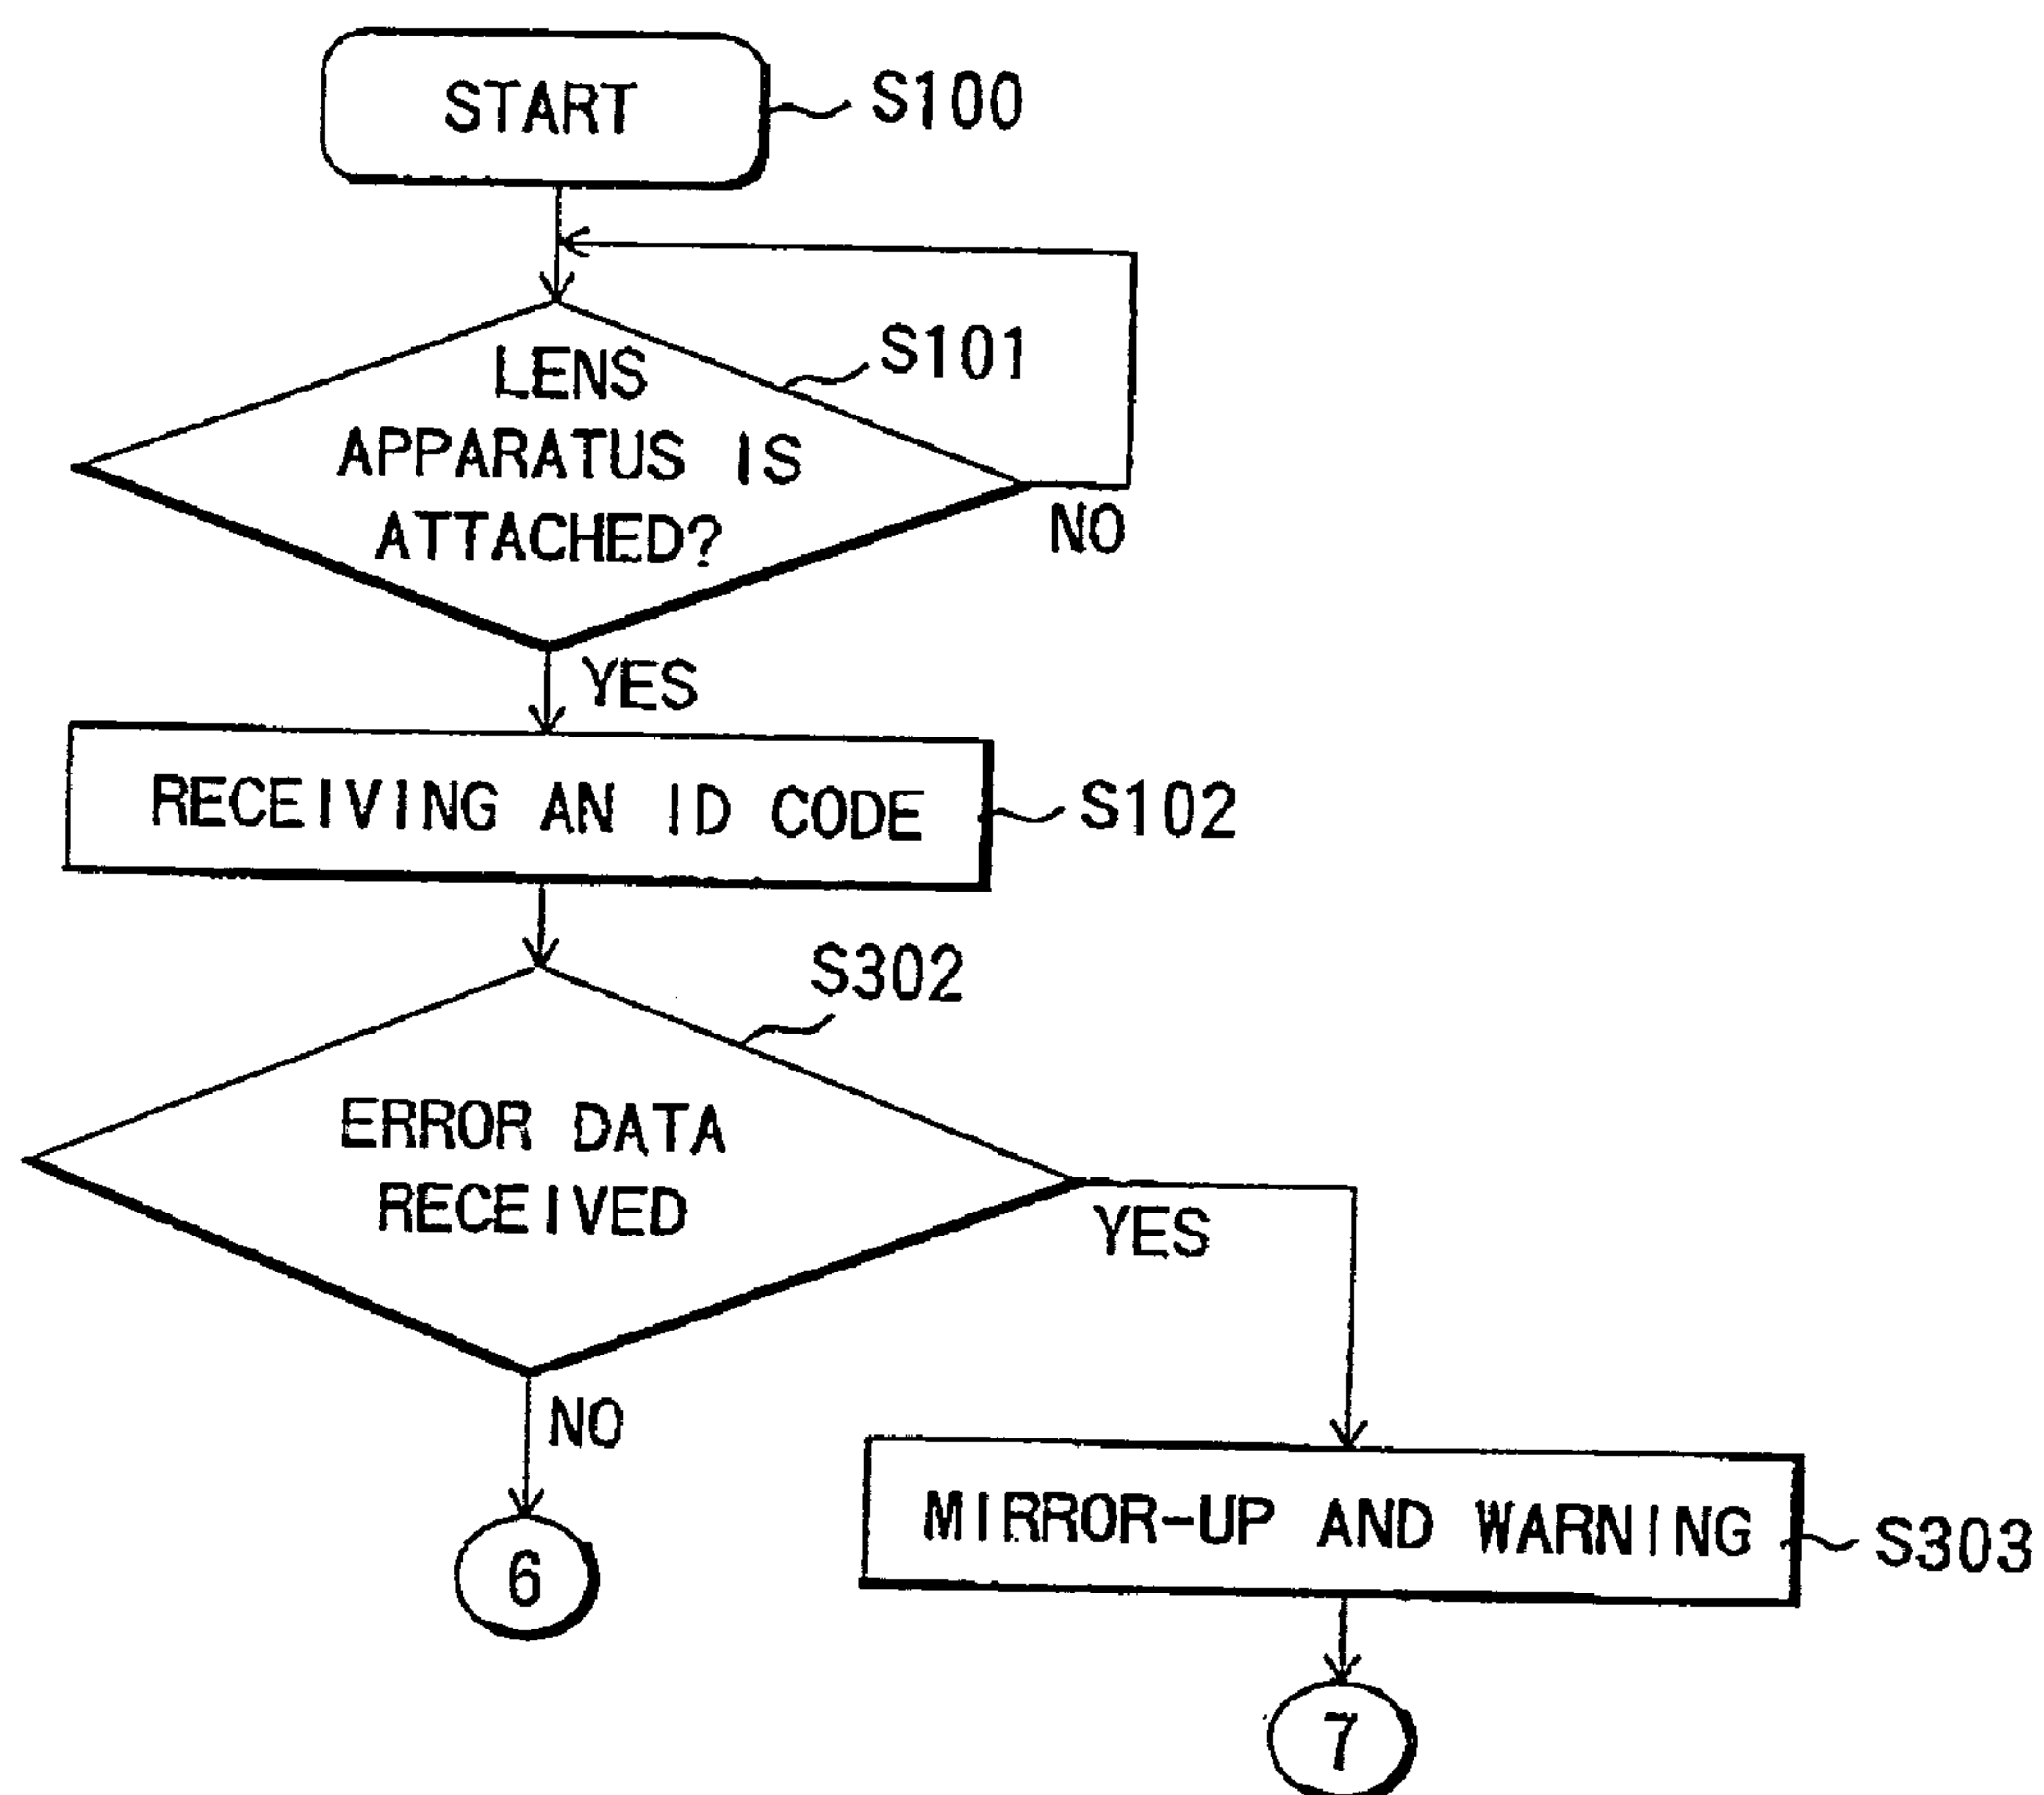 START
S100
S101
LENS
APPARATUS IS
ATTACHED?
NO
YES
RECEIVING AN ID CODE
S102
S302
ERROR DATA
RECEIVED
YES
NO
MIRROR-UP AND WARNING
S303
6
7